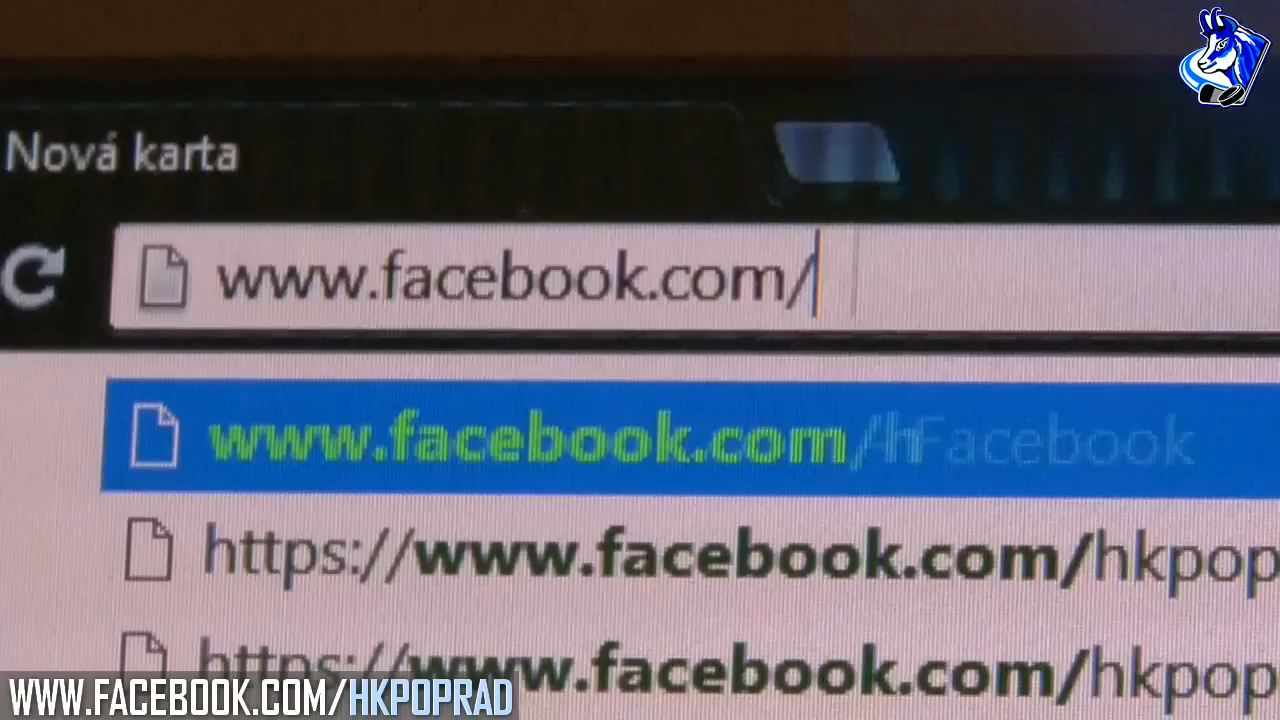 Nová karta
www.facebook.com/
www.facebook.com/h Facebook
https://www.facebook.com/hkpop
https://www.facebook.com/hkpop
WWW.FACEBOOK.COM/HKPOPRAD